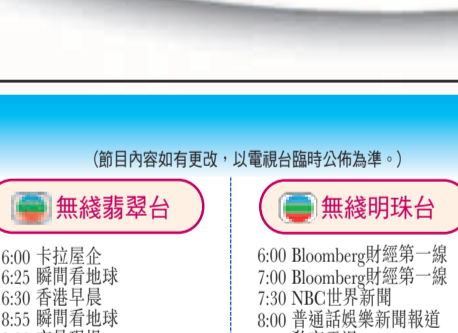 (節目內容如有更改，以電視台臨時公佈為準。)
無綫翡翠台
6:00 卡拉屋企
6:25 瞬間看地球
6:30 香港早晨
8:55 瞬間看地球
無綫明珠台
6:00 Bloomberg財經第一線
7:00 Bloomberg財經第一線
7:30 NBC世界新聞
8:00 普通話娛樂新聞報道